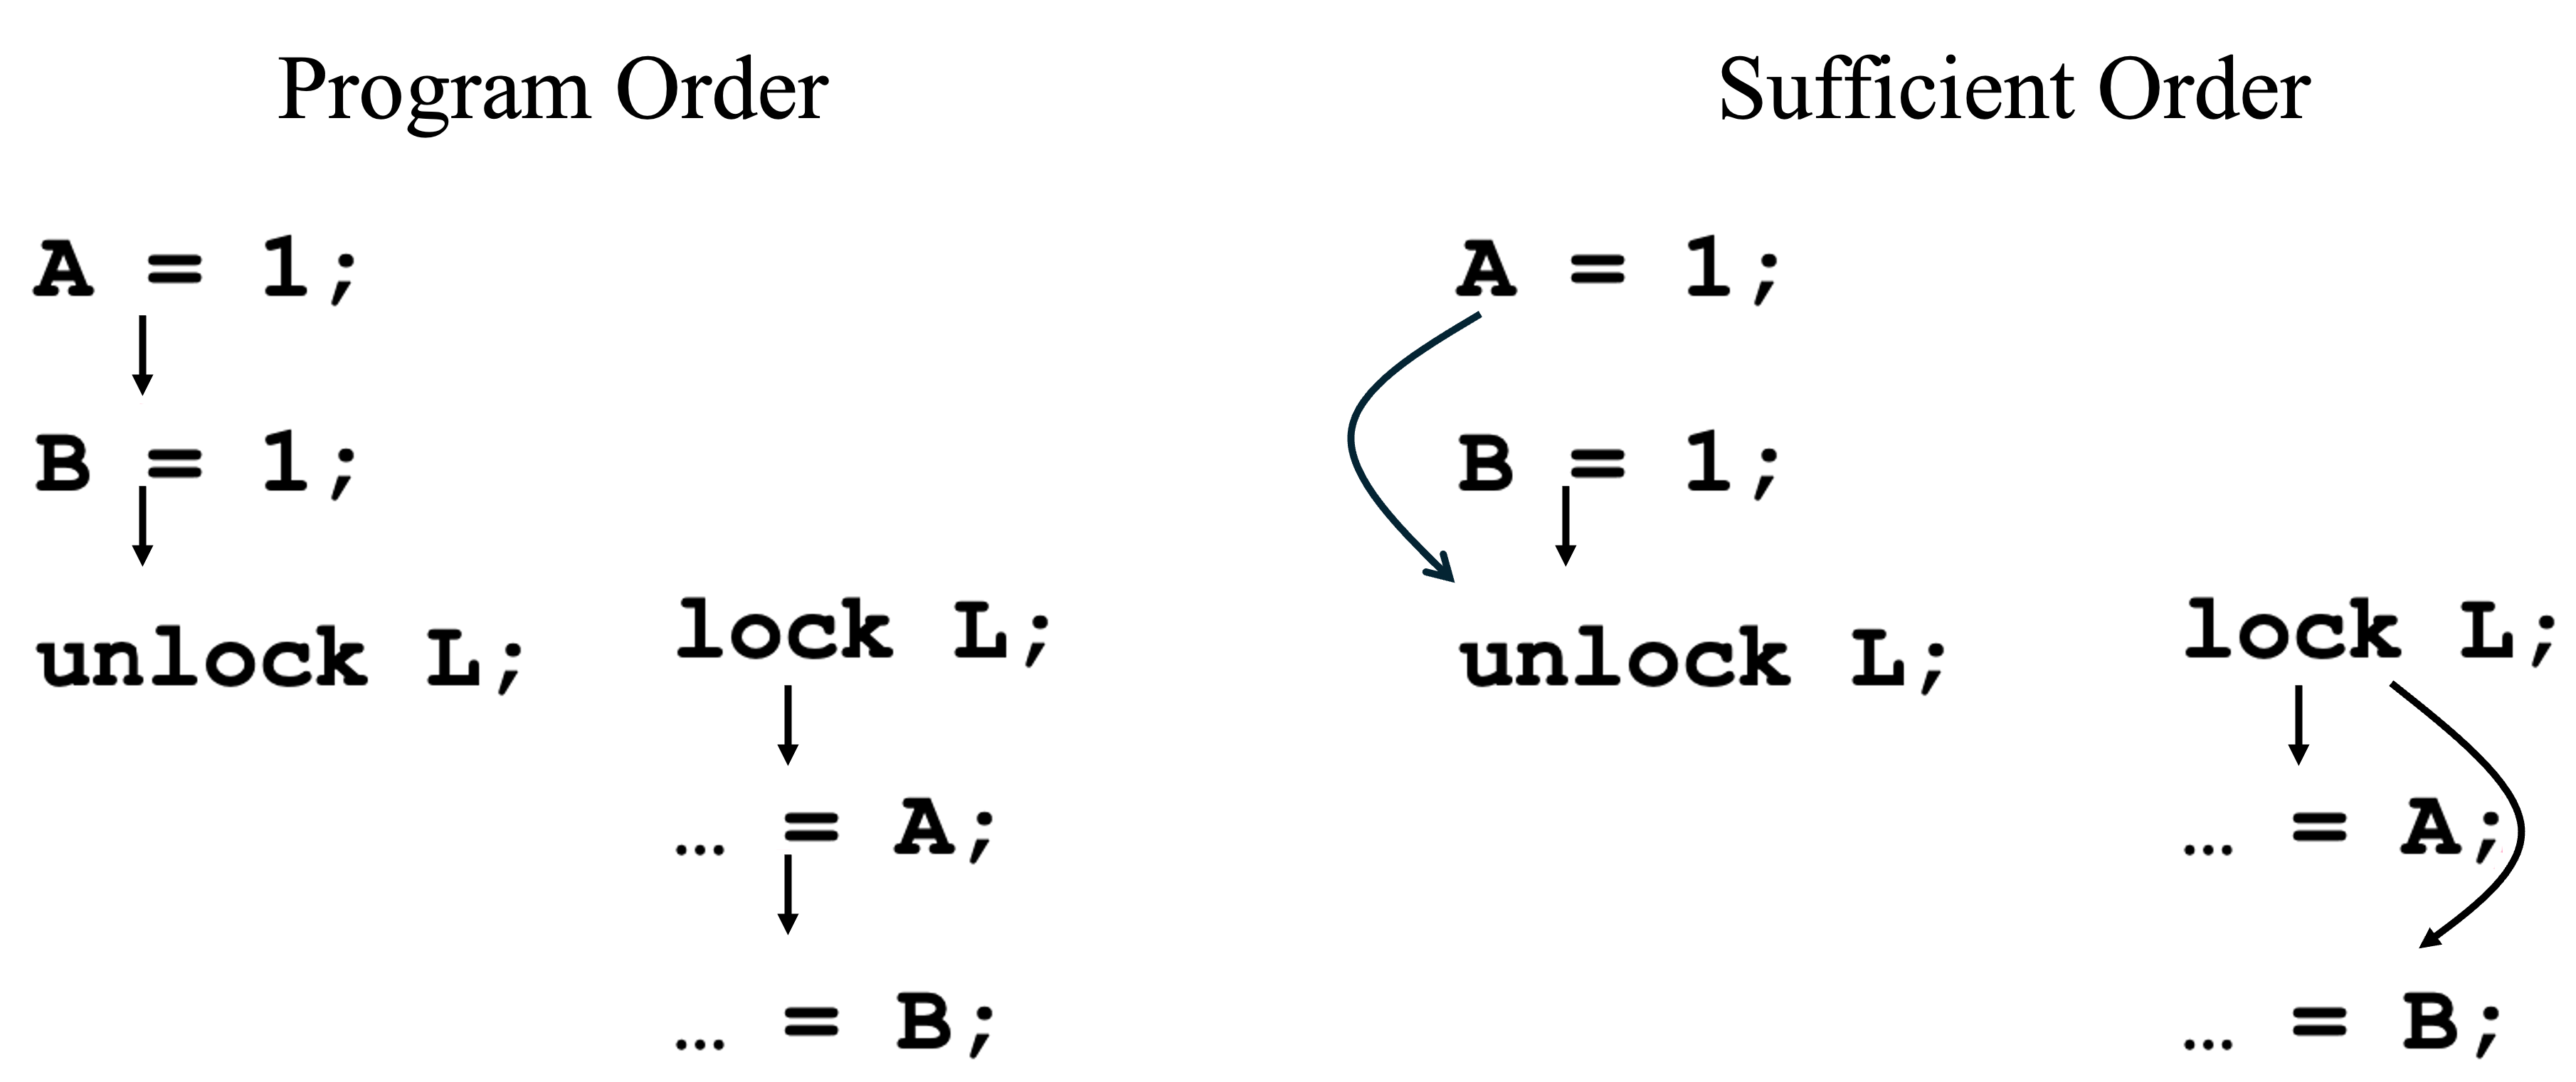 Program Order
A = 1;
B = 1;
unlock L;
lock L;
… = A;
… = B;
Sufficient Order
A = 1;
B = 1;
unlock L;
lock L;
… = A;
… = B;